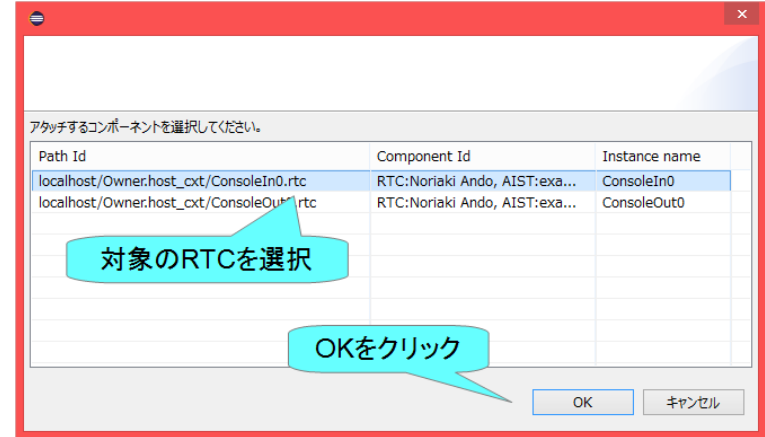 アタッチするコンポーネントを選択してください。
Path Id Component Id Instance name
localhost/Owner.host_cxt/ConsoleIn0.rtc RTC:Noriaki Ando, AIST:exa... ConsoleIn0
localhost/Owner.host_cxt/ConsoleOut0.rtc RTC:Noriaki Ando, AIST:exa... ConsoleOut0
対象のRTCを選択
OKをクリック
OK キャンセル